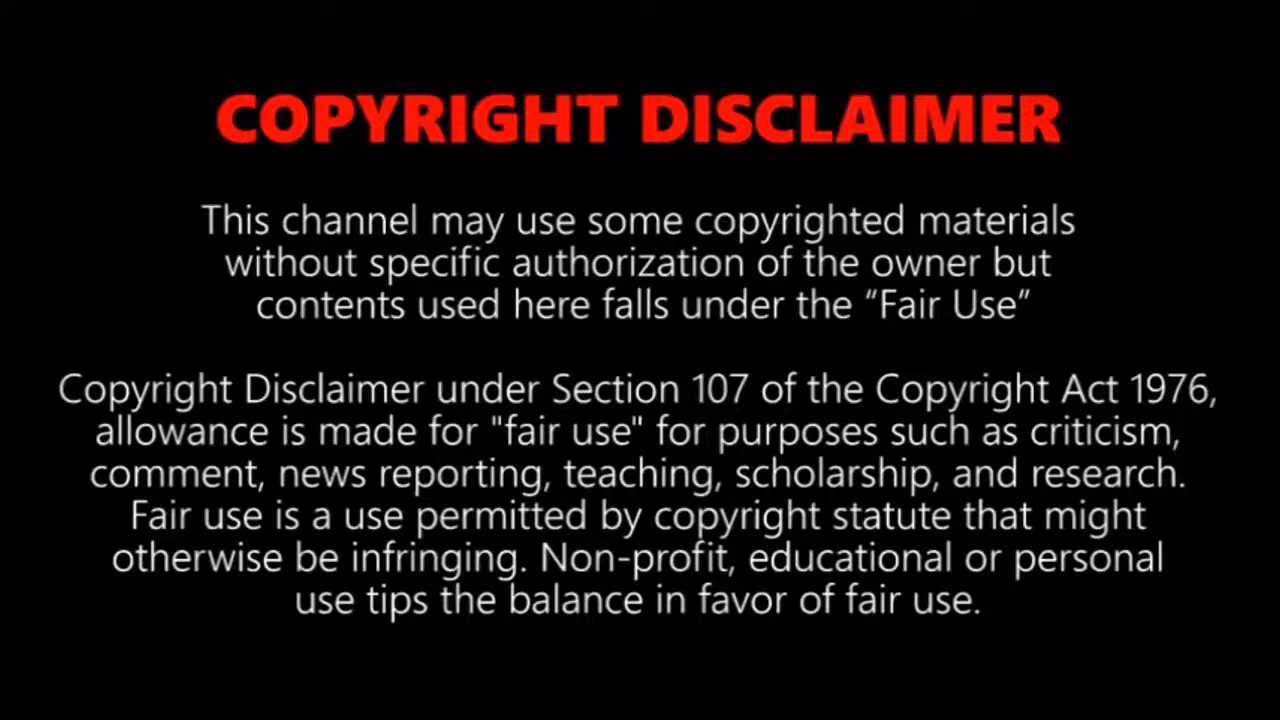 COPYRIGHT DISCLAIMER
This channel may use some copyrighted materials
without specific authorization of the owner but
contents used here falls under the “Fair Use”
Copyright Disclaimer under Section 107 of the Copyright Act 1976,
allowance is made for "fair use" for purposes such as criticism,
comment, news reporting, teaching, scholarship, and research.
Fair use is a use permitted by copyright statute that might
otherwise be infringing. Non-profit, educational or personal
use tips the balance in favor of fair use.